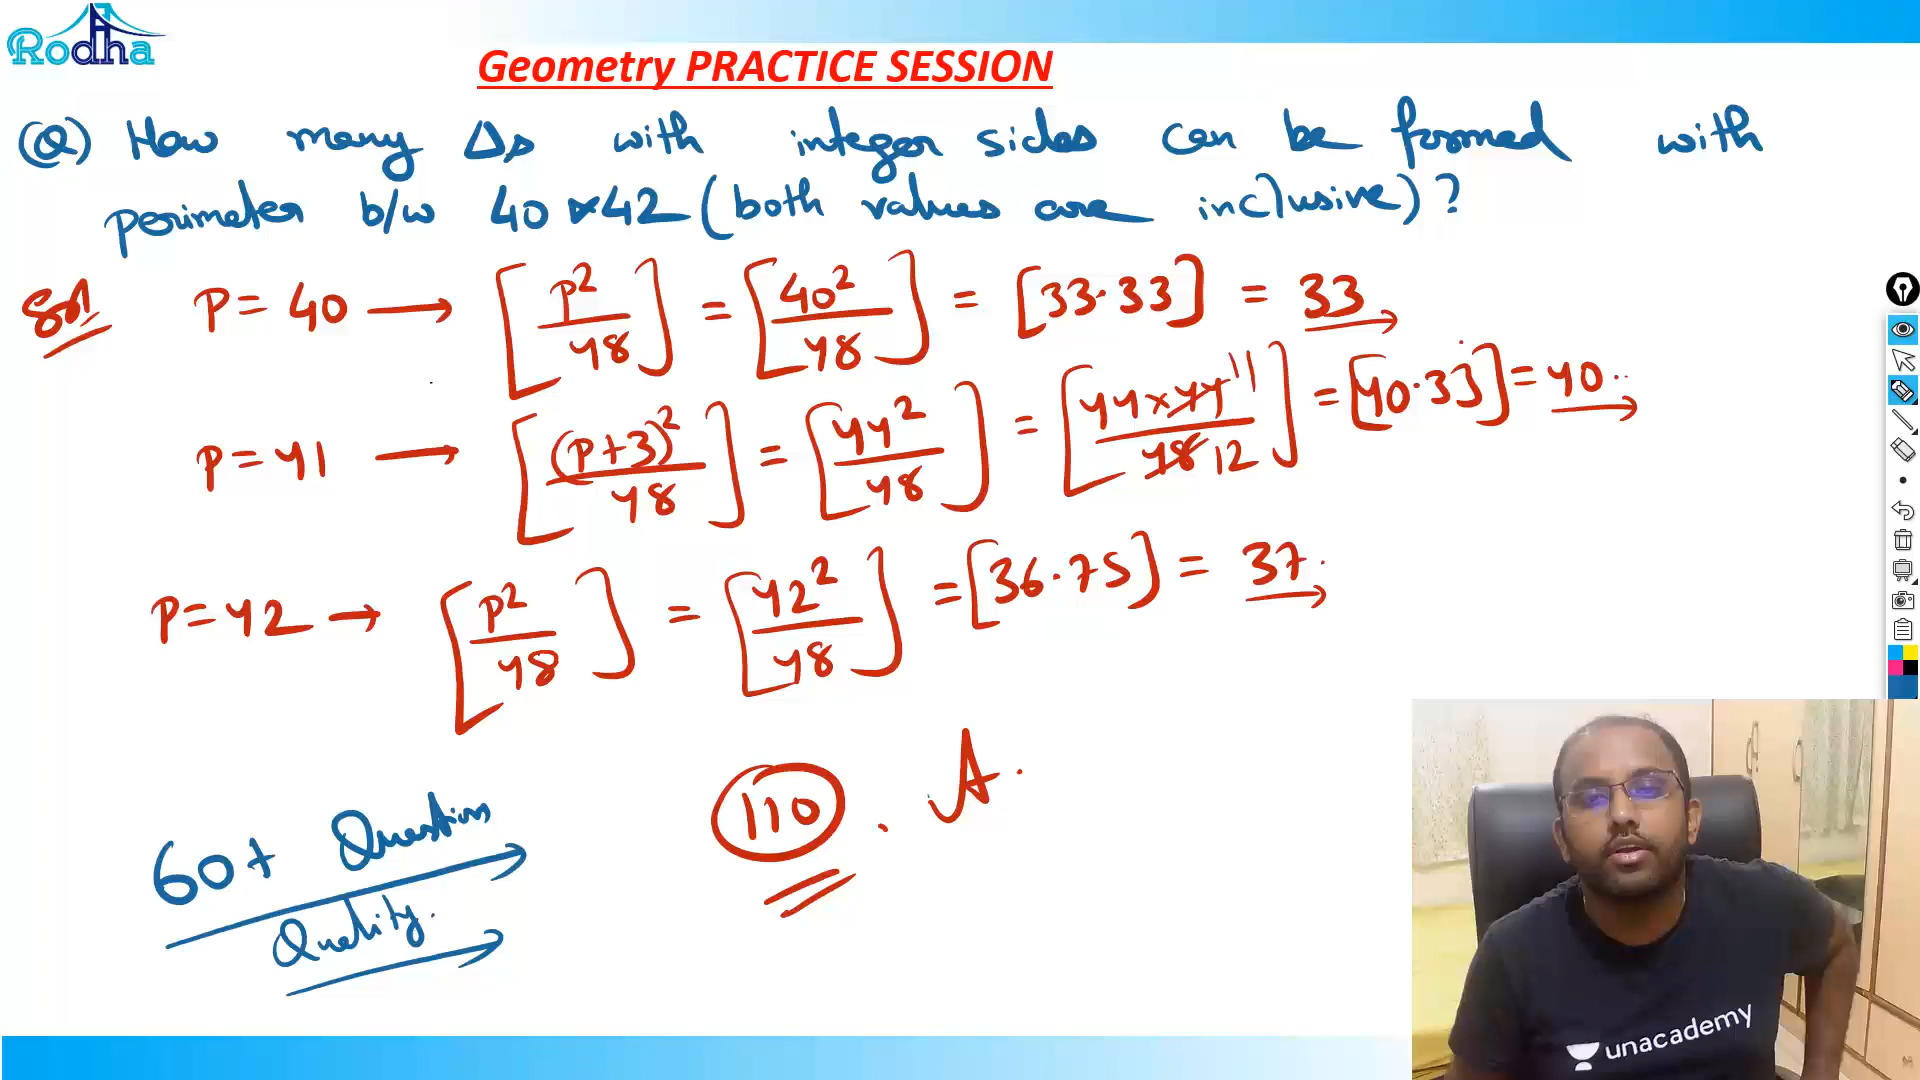 Rodha
Geometry PRACTICE SESSION
(Q) How many Δs with integer sides can be formed with
perimeter b/w 40 & 42 (both values are inclusive)?
Sol P = 40 → [p²/48] = [40²/48] = [33.33] = 33
P = 41 → [(p+3)²/48] = [44²/48] = [44×44 11/48 12] = [40.33] = 40
P = 42 → [p²/48] = [42²/48] = [36.75] = 37
110. A
60+ Questions
Quality.
unacademy